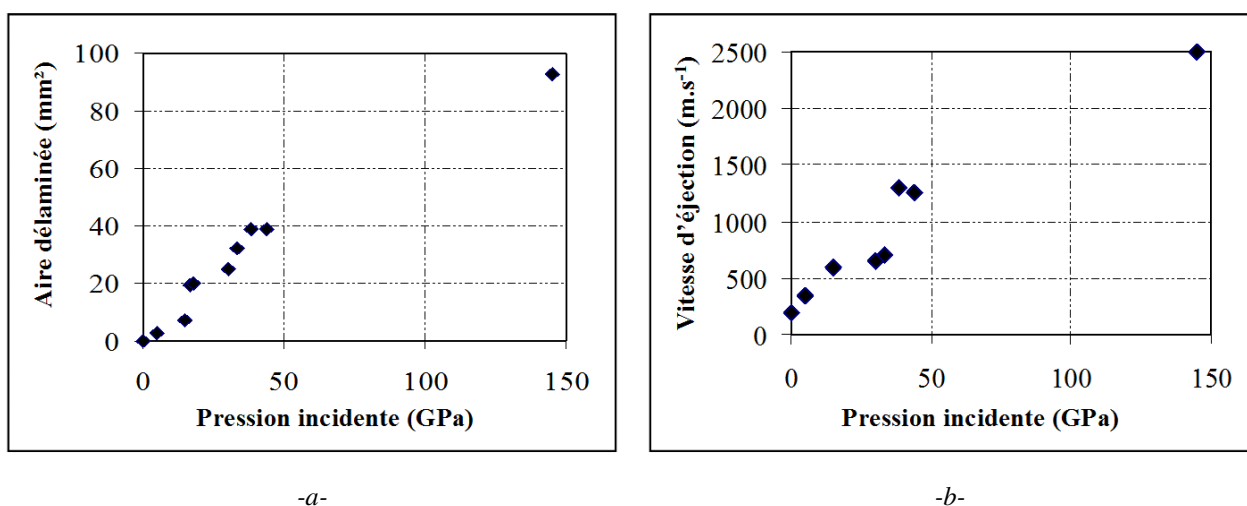 100
80
60
40
20
0
0 50 100 150
Aire délaminée (mm²)
Pression incidente (GPa)
-a-
2500
2000
1500
1000
500
0
0 50 100 150
Vitesse d'éjection (m.s⁻¹)
Pression incidente (GPa)
-b-